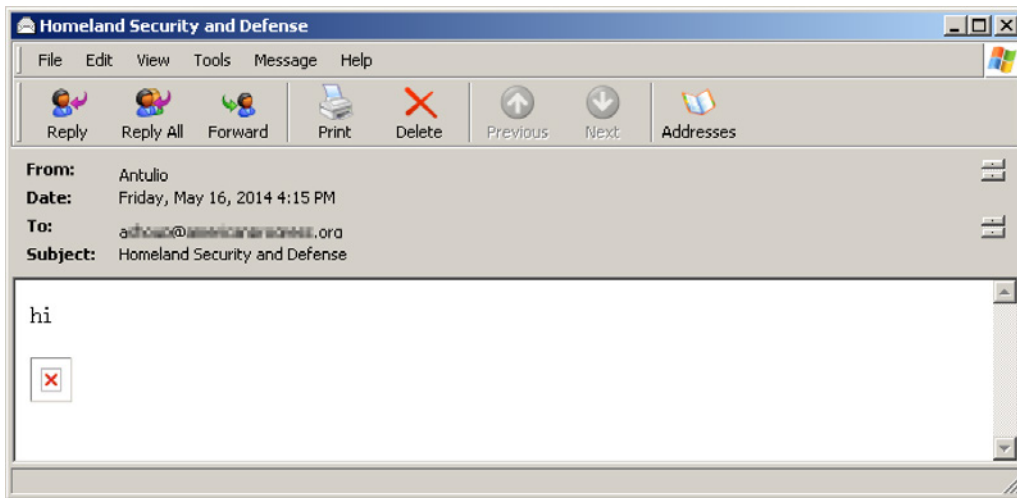 Homeland Security and Defense
File Edit View Tools Message Help
Reply Reply All Forward Print Delete Previous Next Addresses
From: Antulio
Date: Friday, May 16, 2014 4:15 PM
To:
Subject: Homeland Security and Defense
hi